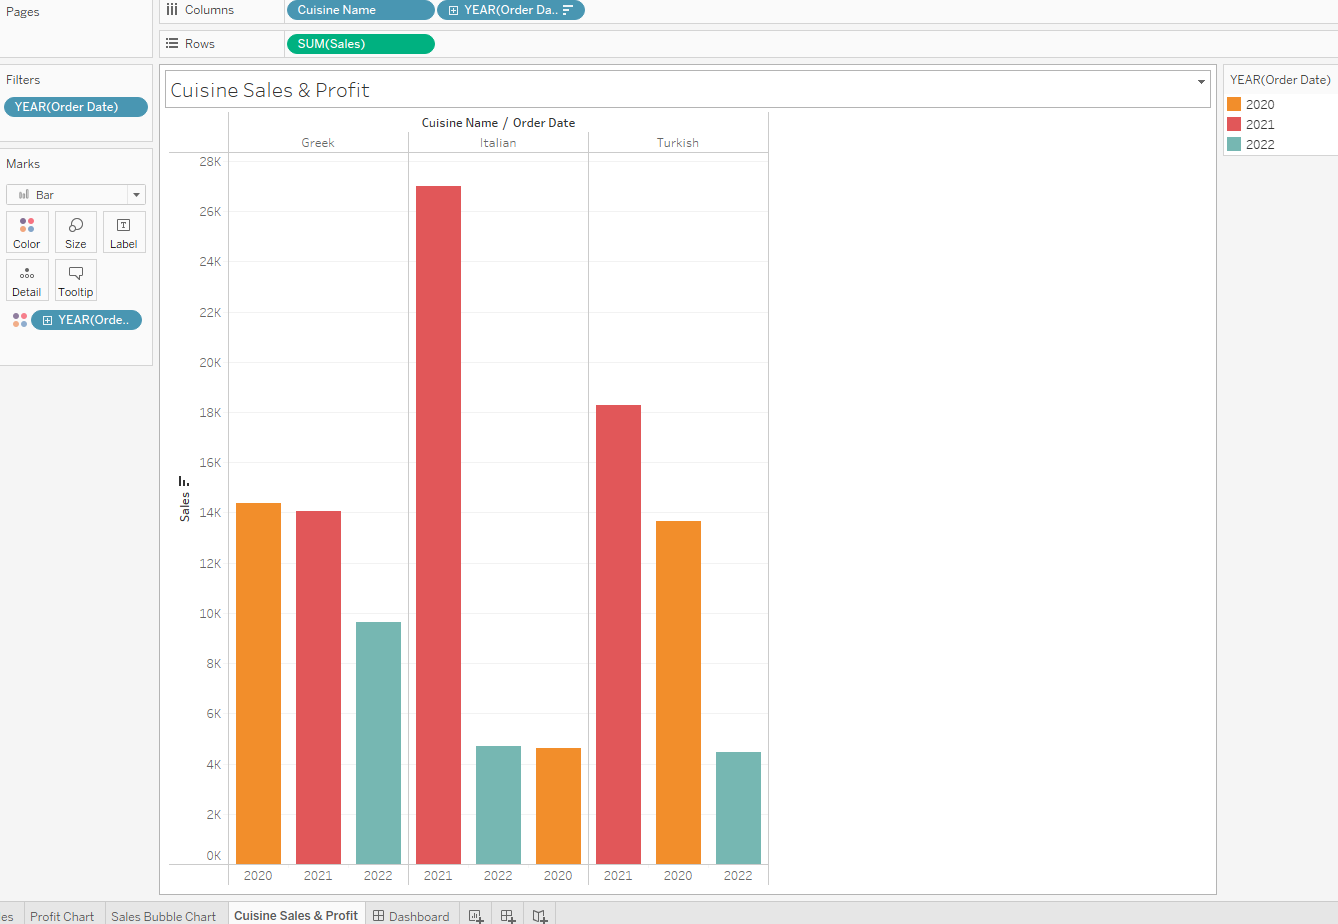 Pages
Columns Cuisine Name YEAR(Order Da..
Rows SUM(Sales)
Filters
YEAR(Order Date)
Marks
Bar
Color Size Label
Detail Tooltip
YEAR(Orde..
Cuisine Sales & Profit
Cuisine Name / Order Date
Greek Italian Turkish
28K
26K
24K
22K
20K
18K
16K
14K
12K
10K
8K
6K
4K
2K
0K
Sales
2020 2021 2022 2021 2022 2020 2021 2020 2022
YEAR(Order Date)
2020
2021
2022
es Profit Chart Sales Bubble Chart Cuisine Sales & Profit Dashboard